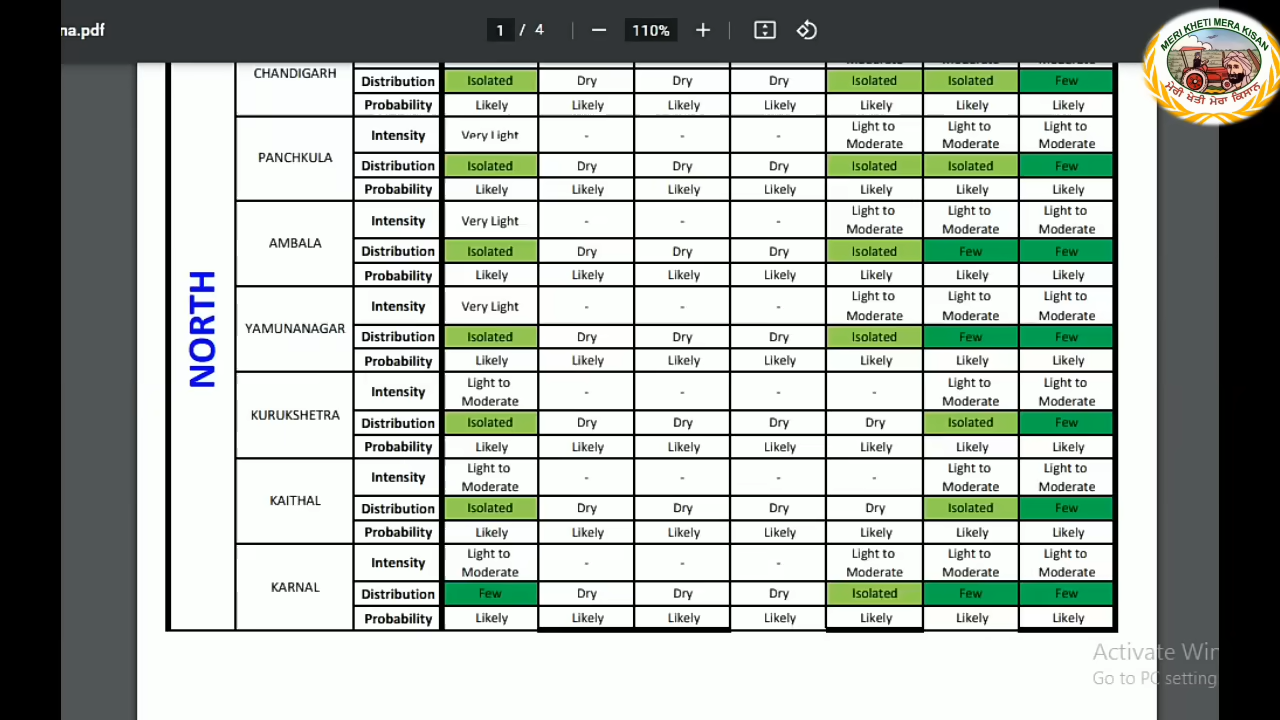 na.pdf 1 / 4 110%
MERI KHETI MERA KISAN
ਮੇਰੀ ਖੇਤੀ ਮੇਰਾ ਕਿਸਾਨ
NORTH
CHANDIGARH
Distribution Isolated Dry Dry Dry Isolated Isolated Few
Probability Likely Likely Likely Likely Likely Likely Likely
PANCHKULA
Intensity Very Light - - - Light to Moderate Light to Moderate Light to Moderate
Distribution Isolated Dry Dry Dry Isolated Isolated Few
Probability Likely Likely Likely Likely Likely Likely Likely
AMBALA
Intensity Very Light - - - Light to Moderate Light to Moderate Light to Moderate
Distribution Isolated Dry Dry Dry Isolated Few Few
Probability Likely Likely Likely Likely Likely Likely Likely
YAMUNANAGAR
Intensity Very Light - - - Light to Moderate Light to Moderate Light to Moderate
Distribution Isolated Dry Dry Dry Isolated Few Few
Probability Likely Likely Likely Likely Likely Likely Likely
KURUKSHETRA
Intensity Light to Moderate - - - - Light to Moderate Light to Moderate
Distribution Isolated Dry Dry Dry Dry Isolated Few
Probability Likely Likely Likely Likely Likely Likely Likely
KAITHAL
Intensity Light to Moderate - - - - Light to Moderate Light to Moderate
Distribution Isolated Dry Dry Dry Dry Isolated Few
Probability Likely Likely Likely Likely Likely Likely Likely
KARNAL
Intensity Light to Moderate - - - Light to Moderate Light to Moderate Light to Moderate
Distribution Few Dry Dry Dry Isolated Few Few
Probability Likely Likely Likely Likely Likely Likely Likely
Activate Win
Go to PC setting